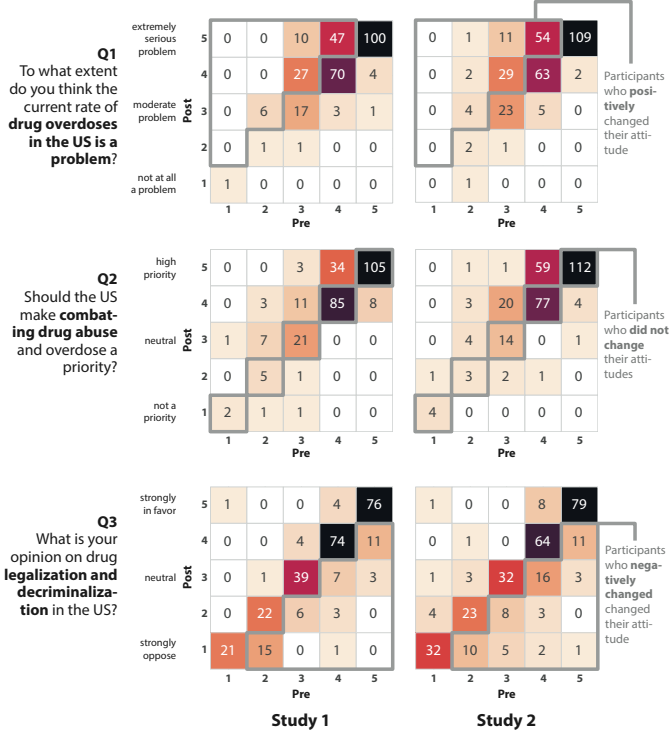 Q1
To what extent
do you think the
current rate of
drug overdoses
in the US is a
problem?
extremely
serious
problem
moderate
problem
not at all
a problem
Post
5 0 0 10 47 100
4 0 0 27 70 4
3 0 6 17 3 1
2 0 1 1 0 0
1 1 0 0 0 0
1 2 3 4 5
Pre
0 1 11 54 109
0 2 29 63 2
0 4 23 5 0
0 2 1 0 0
0 1 0 0 0
1 2 3 4 5
Pre
Participants
who posi-
tively
changed
their atti-
tude
Q2
Should the US
make combat-
ing drug abuse
and overdose a
priority?
high
priority
neutral
not a
priority
Post
5 0 0 3 34 105
4 0 3 11 85 8
3 1 7 21 0 0
2 0 5 1 0 0
1 2 1 1 0 0
1 2 3 4 5
Pre
0 1 1 59 112
0 3 20 77 4
0 4 14 0 1
1 3 2 1 0
4 0 0 0 0
1 2 3 4 5
Pre
Participants
who did not
change
their atti-
tudes
Q3
What is your
opinion on drug
legalization and
decriminaliza-
tion in the US?
strongly
in favor
neutral
strongly
oppose
Post
5 1 0 0 4 76
4 0 0 4 74 11
3 0 1 39 7 3
2 0 22 6 3 0
1 21 15 0 1 0
1 2 3 4 5
Pre
1 0 0 8 79
0 1 0 64 11
1 3 32 16 3
4 23 8 3 0
32 10 5 2 1
1 2 3 4 5
Pre
Participants
who nega-
tively
changed
changed
their atti-
tude
Study 1
Study 2